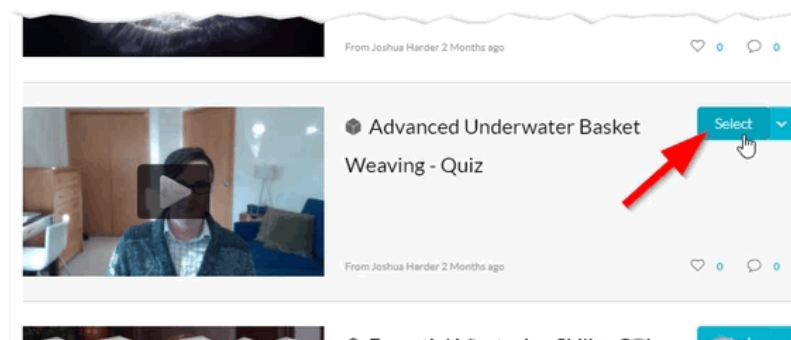 From Joshua Harder 2 Months ago
0 0
Advanced Underwater Basket
Select
Weaving - Quiz
From Joshua Harder 2 Months ago
0 0